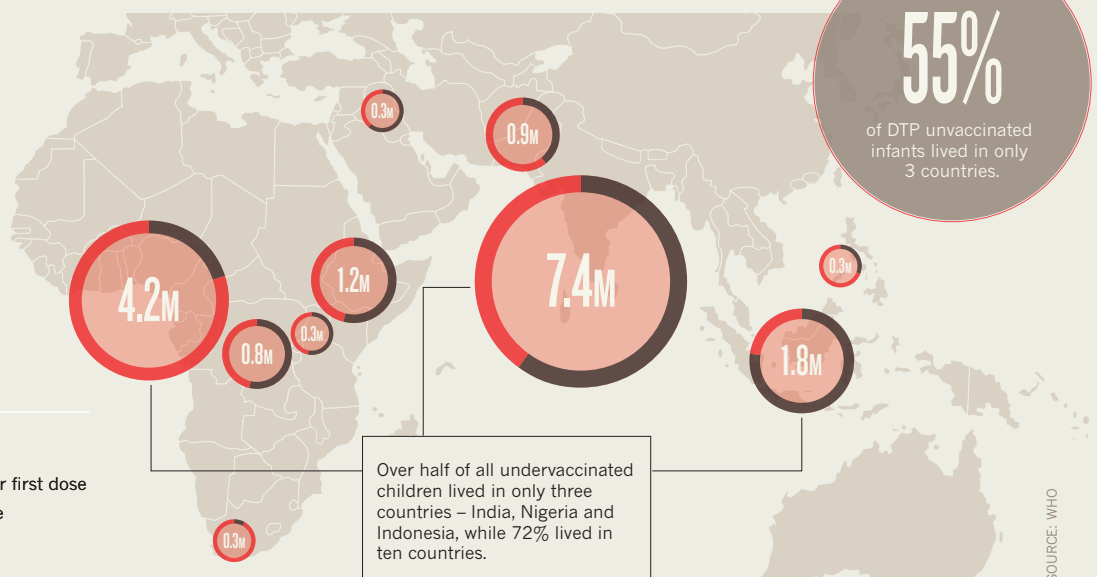 55%
of DTP unvaccinated
infants lived in only
3 countries.
0.3M
0.9M
7.4M
4.2M
1.2M
0.3M
0.3M
0.8M
1.8M
Over half of all undervaccinated
children lived in only three
countries – India, Nigeria and
Indonesia, while 72% lived in
ten countries.
r first dose
e
0.3M
SOURCE: WHO